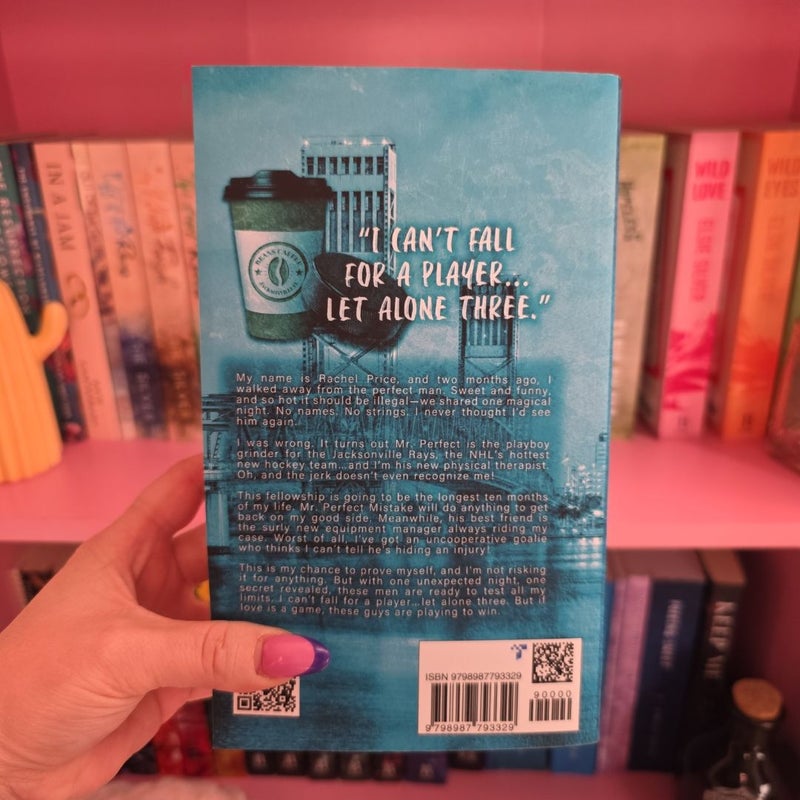 "I CAN'T FALL
FOR A PLAYER...
LET ALONE THREE."
My name is Rachel Price, and two months ago, I
walked away from the perfect man. Sweet and funny,
and so hot it should be illegal—we shared one magical
night. No names. No strings. I never thought I'd see
him again.
I was wrong. It turns out Mr. Perfect is the playboy
grinder for the Jacksonville Rays, the NHL's hottest
new hockey team...and I'm his new physical therapist.
Oh, and the jerk doesn't even recognize me!
This fellowship is going to be the longest ten months
of my life. Mr. Perfect Mistake will do anything to get
back on my good side. Meanwhile, his best friend is
the surly new equipment manager always riding my
case. Worst of all, I've got an uncooperative goalie
who thinks I can't tell he's hiding an injury!
This is my chance to prove myself, and I'm not risking
it for anything. But with one unexpected night, one
secret revealed, these men are ready to test all my
limits. I can't fall for a player...let alone three. But if
love is a game, these guys are playing to win.
ISBN 9798987793329
90000
9 798987 793329
IN A JAM
WILD
LOVE
WILD
EYES
KEEP